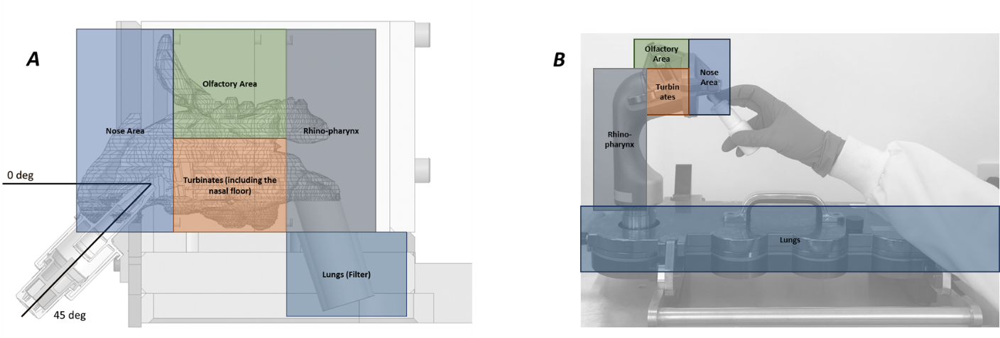 A
Olfactory Area
Nose Area
Rhino-pharynx
0 deg
Turbinates (including the
nasal floor)
Lungs (Filter)
45 deg
B
Olfactory
Area
Nose
Area
Turbin
ates
Rhino-
pharynx
Lungs